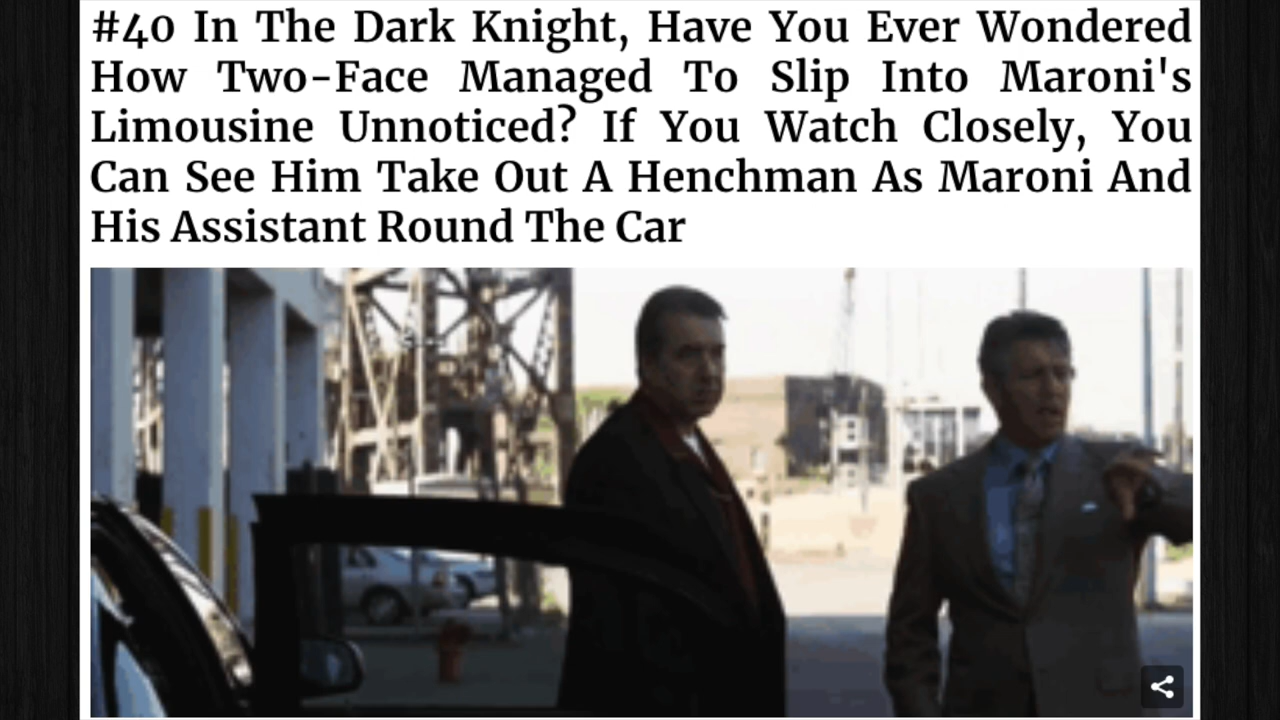 #40 In The Dark Knight, Have You Ever Wondered
How Two-Face Managed To Slip Into Maroni's
Limousine Unnoticed? If You Watch Closely, You
Can See Him Take Out A Henchman As Maroni And
His Assistant Round The Car